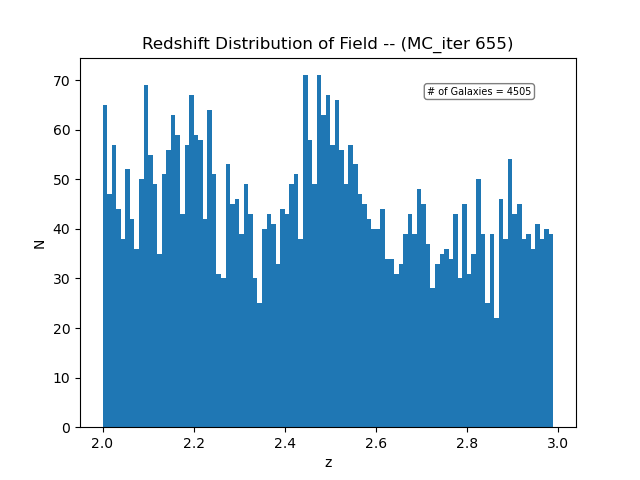 Redshift Distribution of Field -- (MC_iter 655)
# of Galaxies = 4505
N
70
60
50
40
30
20
10
0
2.0 2.2 2.4 2.6 2.8 3.0
z